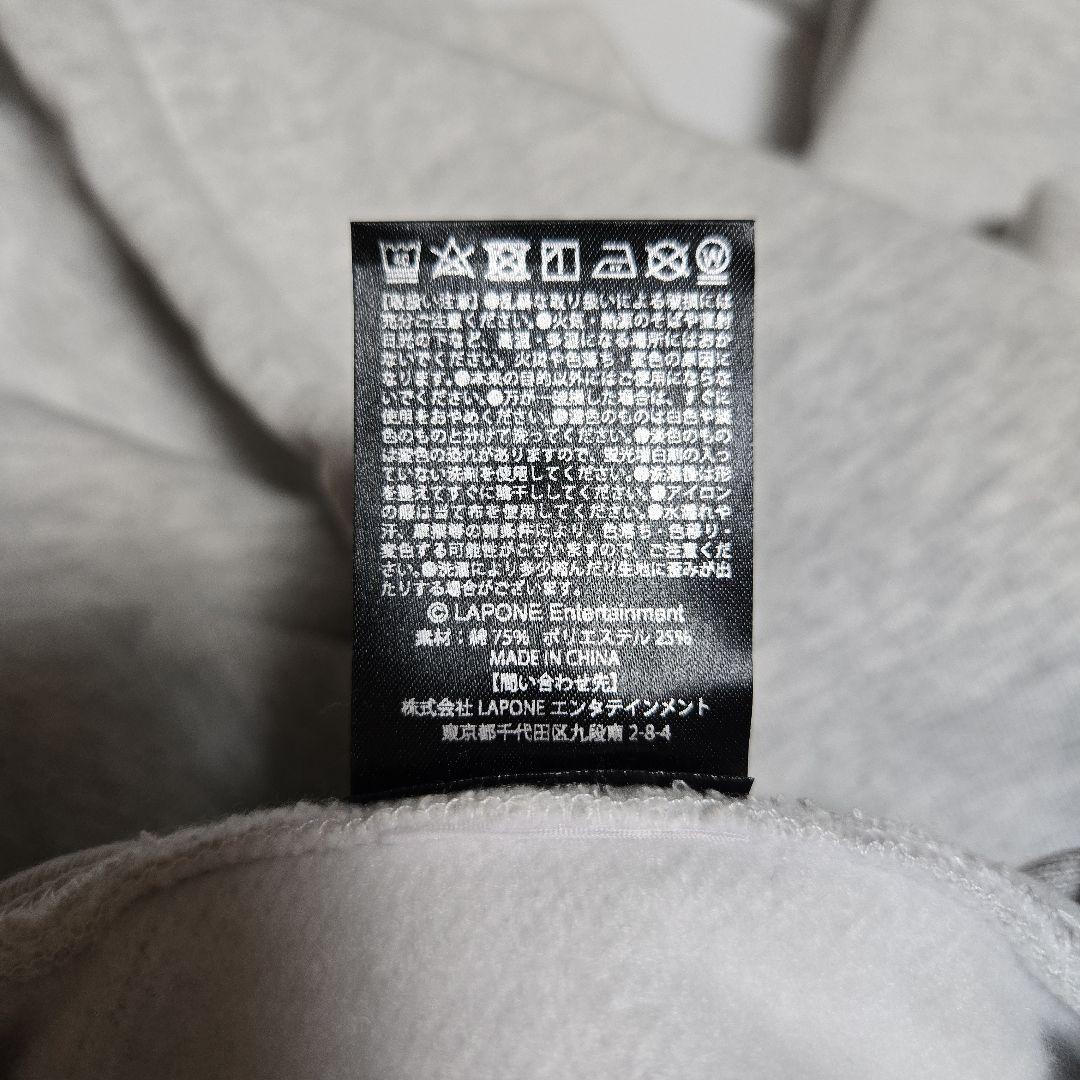 【取扱い注意】●乱暴な取り扱いによる破損には
充分ご注意ください。●火気・熱源のそばや直射
日光の下など、高温・多湿になる場所にはおか
ないでください。火災や色落ち、変色の原因に
なります。●本来の目的以外にはご使用にならな
いでください。●万が一破損した場合は、すぐに
使用をおやめください。●濃色のものは白色や淡
色のものと分けて洗ってください。●淡色のもの
は変色の恐れがありますので、蛍光増白剤の入っ
ていない洗剤を使用してください。●洗濯後は形
を整えてすぐに陰干ししてください。●アイロン
の際は当て布を使用してください。●水濡れや
汗、摩擦等の諸条件により、色落ち・色移り・
変色する可能性がございますので、ご注意くだ
さい。●洗濯により多少縮んだり生地に歪みが出
たりする場合がございます。
© LAPONE Entertainment
素材：綿 75% ポリエステル 25%
MADE IN CHINA
【問い合わせ先】
株式会社 LAPONE エンタテインメント
東京都千代田区九段南 2-8-4